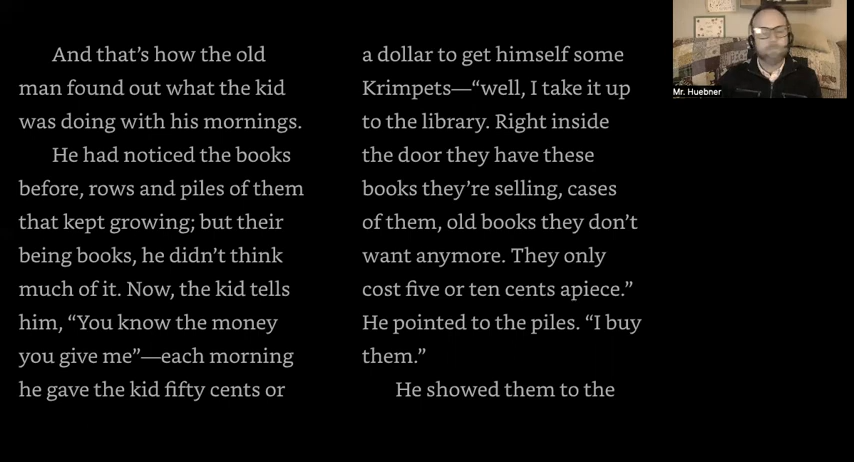 And that’s how the old
man found out what the kid
was doing with his mornings.
He had noticed the books
before, rows and piles of them
that kept growing; but their
being books, he didn’t think
much of it. Now, the kid tells
him, “You know the money
you give me”—each morning
he gave the kid fifty cents or
a dollar to get himself some
Krimpets—“well, I take it up
to the library. Right inside
the door they have these
books they’re selling, cases
of them, old books they don’t
want anymore. They only
cost five or ten cents apiece.”
He pointed to the piles. “I buy
them.”
He showed them to the
Mr. Huebner